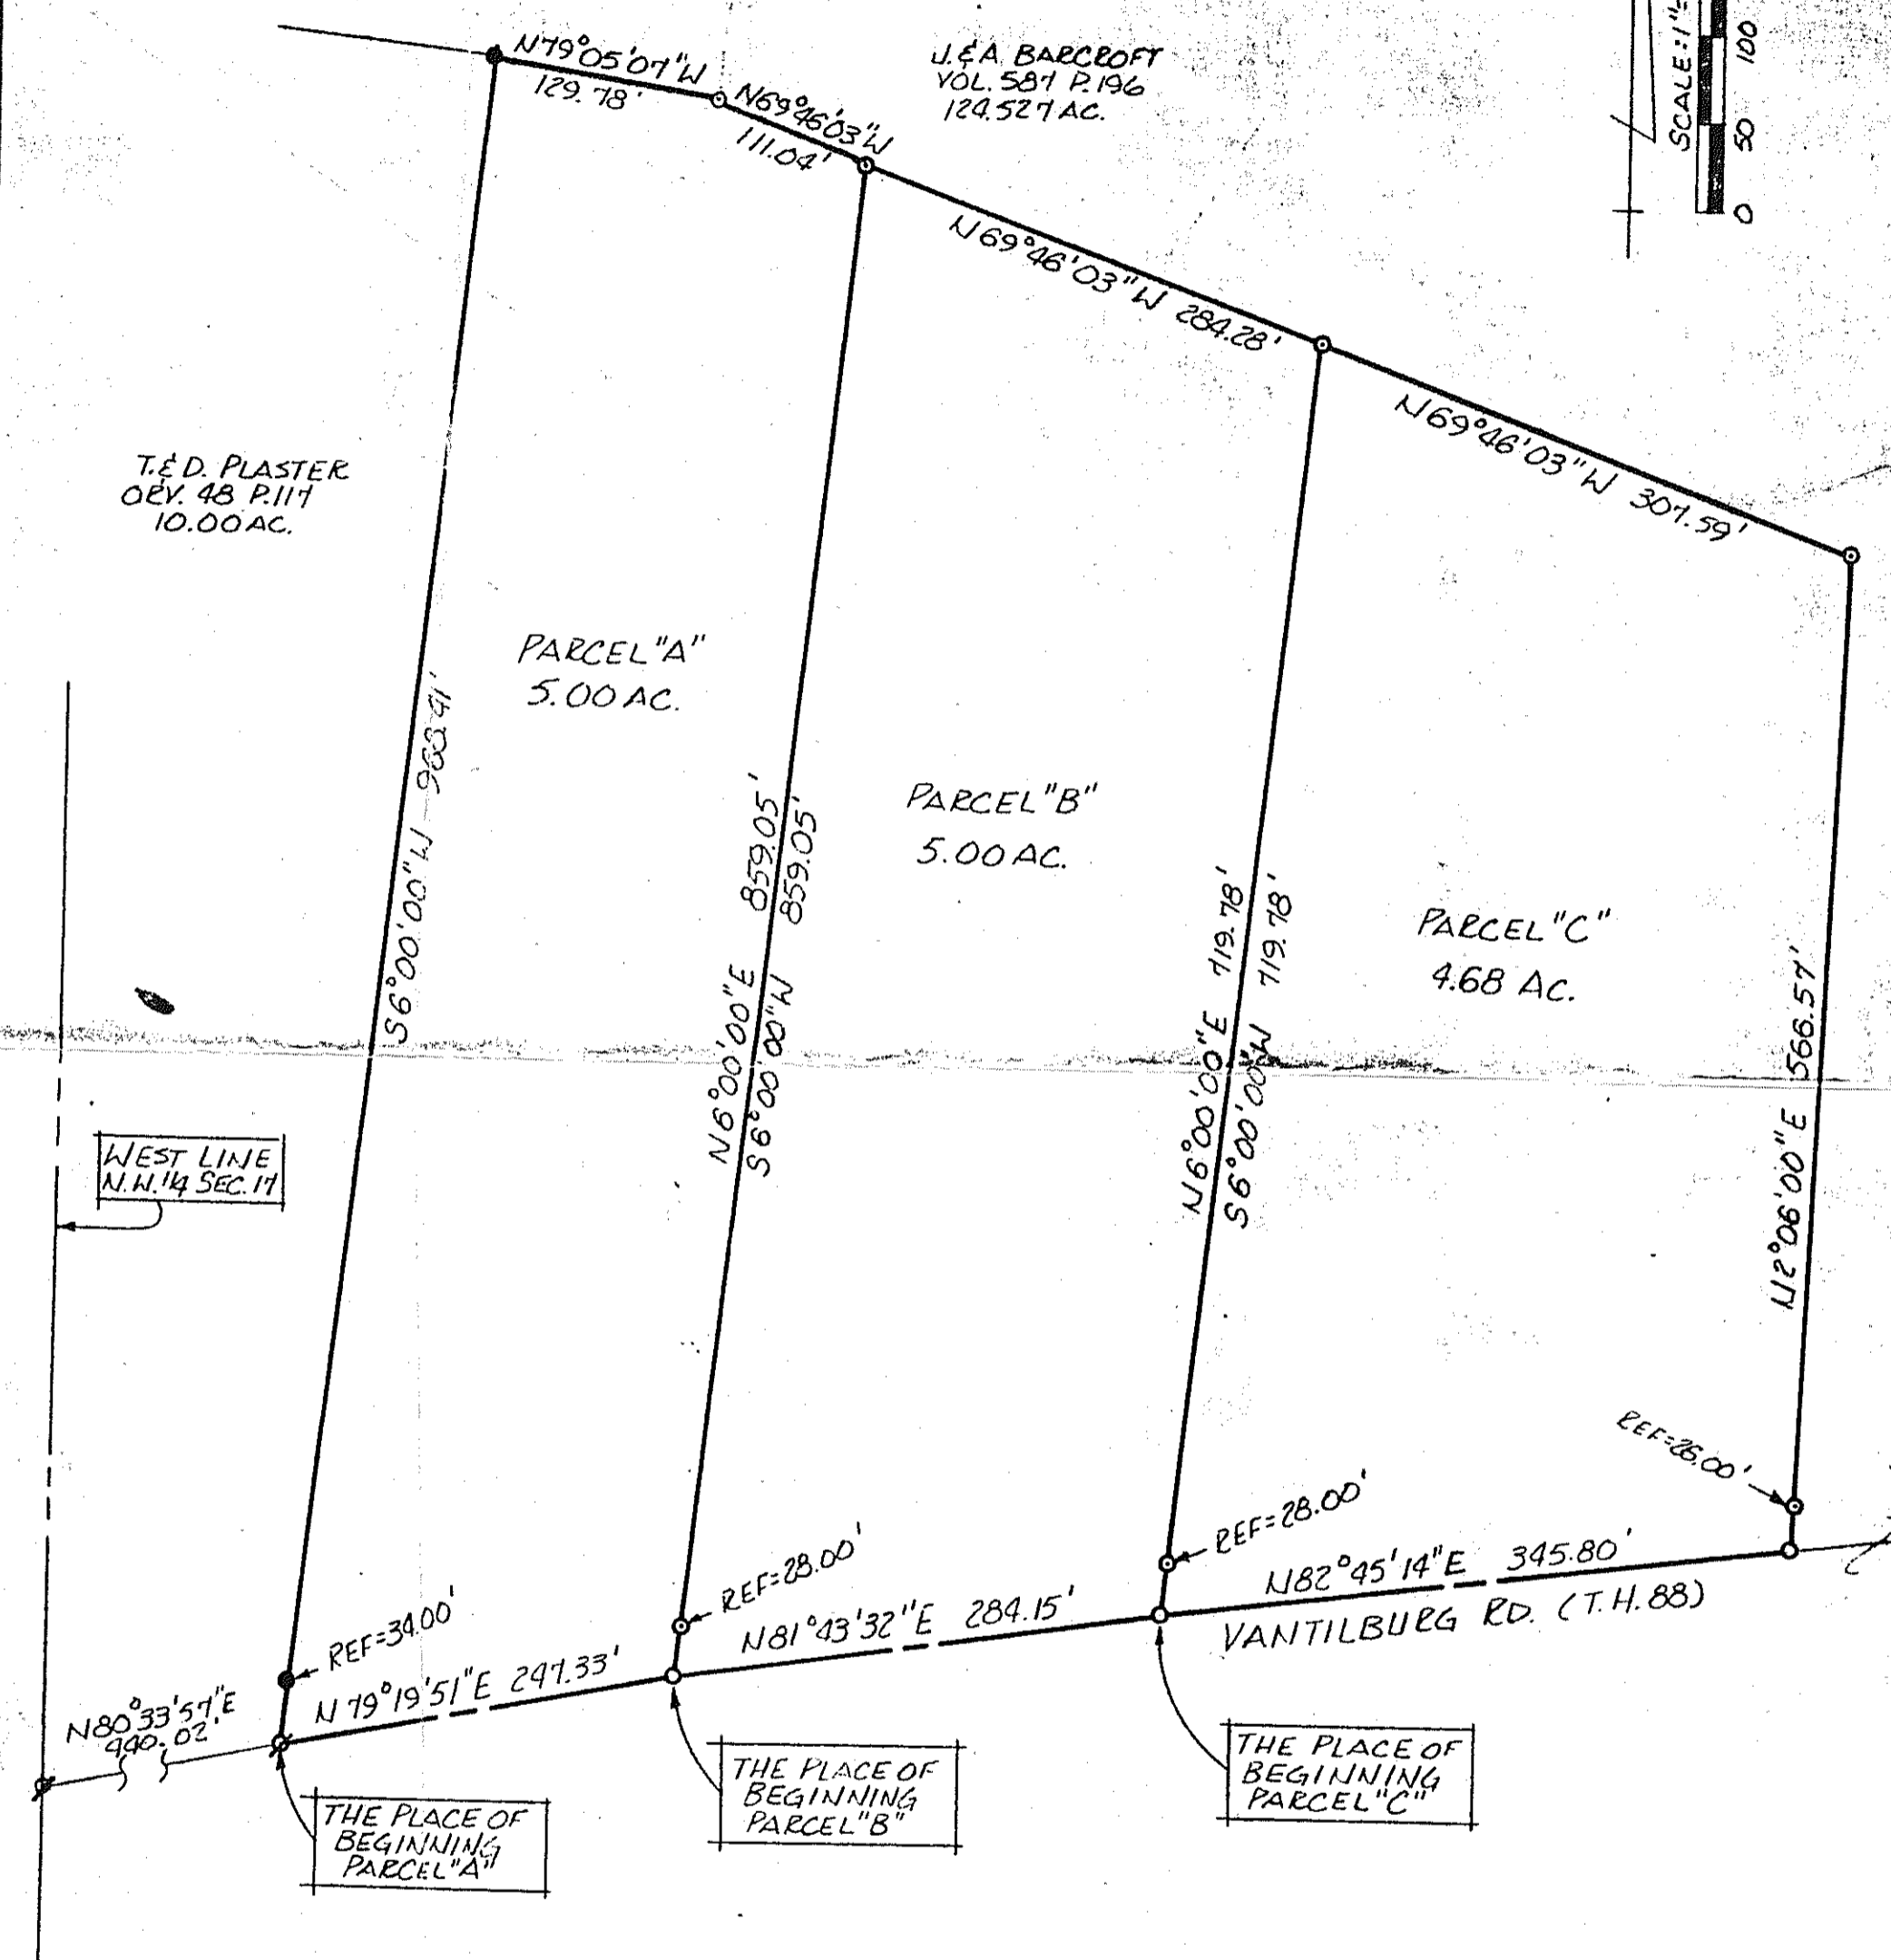 N79°05'07"W
129.78'
N69°46'03"W
111.04'
J.&A. BARCROFT
VOL. 587 P.196
124.527 AC.
SCALE:1"=
0 50 100
N69°46'03"W 284.28'
N69°46'03"W 307.59'
T.&D. PLASTER
ORV. 48 P.117
10.00 AC.
PARCEL "A"
5.00 AC.
S6°00'00"W 968.41'
PARCEL "B"
5.00 AC.
N6°00'00"E 859.05'
S6°00'00"W 859.05'
PARCEL "C"
4.68 AC.
N6°00'00"E 719.78'
S6°00'00"W 719.78'
N2°06'00"E 566.57'
WEST LINE
N.W.1/4 SEC.17
REF=34.00'
REF=28.00'
REF=28.00'
REF=26.00'
N80°33'57"E
440.02'
N79°19'51"E 247.33'
N81°43'32"E 284.15'
N82°45'14"E 345.80'
VANTILBURG RD. (T.H.88)
THE PLACE OF
BEGINNING
PARCEL "A"
THE PLACE OF
BEGINNING
PARCEL "B"
THE PLACE OF
BEGINNING
PARCEL "C"